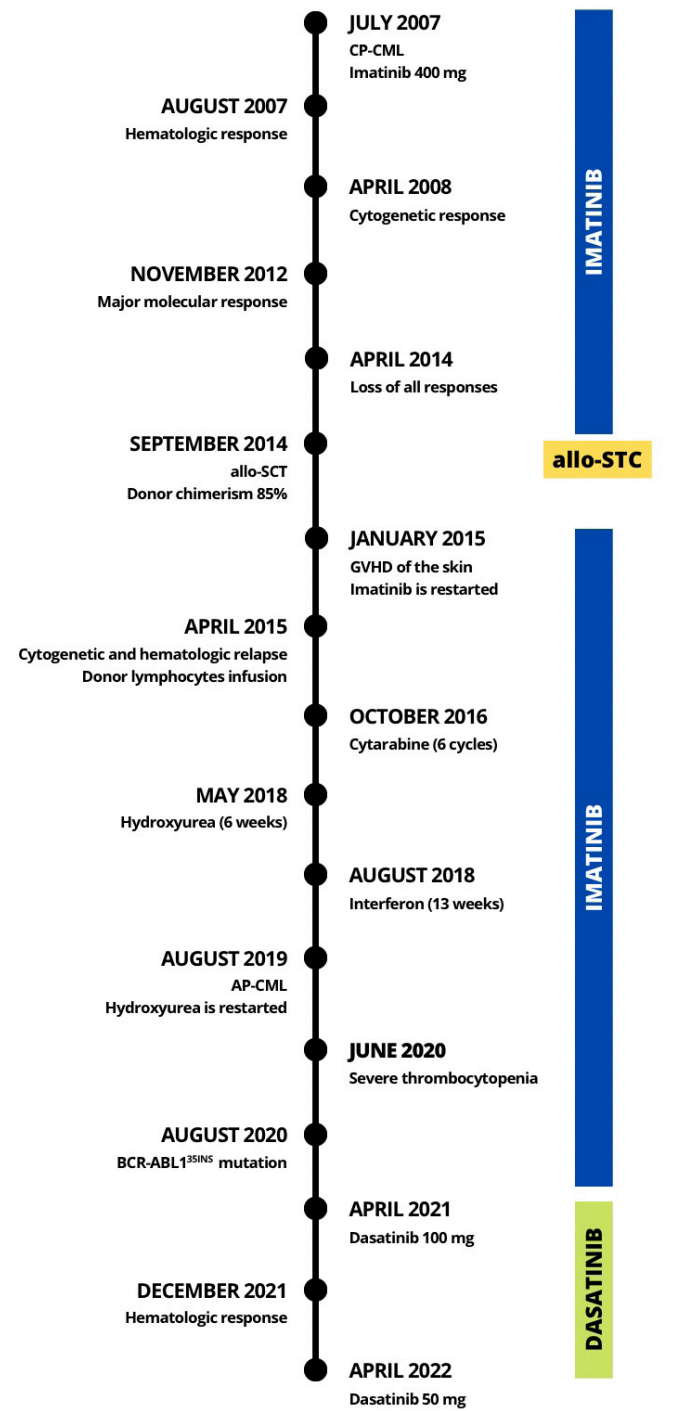 JULY 2007
CP-CML
Imatinib 400 mg
AUGUST 2007
Hematologic response
APRIL 2008
Cytogenetic response
NOVEMBER 2012
Major molecular response
APRIL 2014
Loss of all responses
SEPTEMBER 2014
allo-SCT
Donor chimerism 85%
JANUARY 2015
GVHD of the skin
Imatinib is restarted
APRIL 2015
Cytogenetic and hematologic relapse
Donor lymphocytes infusion
OCTOBER 2016
Cytarabine (6 cycles)
MAY 2018
Hydroxyurea (6 weeks)
AUGUST 2018
Interferon (13 weeks)
AUGUST 2019
AP-CML
Hydroxyurea is restarted
JUNE 2020
Severe thrombocytopenia
AUGUST 2020
BCR-ABL1³⁵ᴵᴺˢ mutation
APRIL 2021
Dasatinib 100 mg
DECEMBER 2021
Hematologic response
APRIL 2022
Dasatinib 50 mg
IMATINIB
allo-STC
IMATINIB
DASATINIB